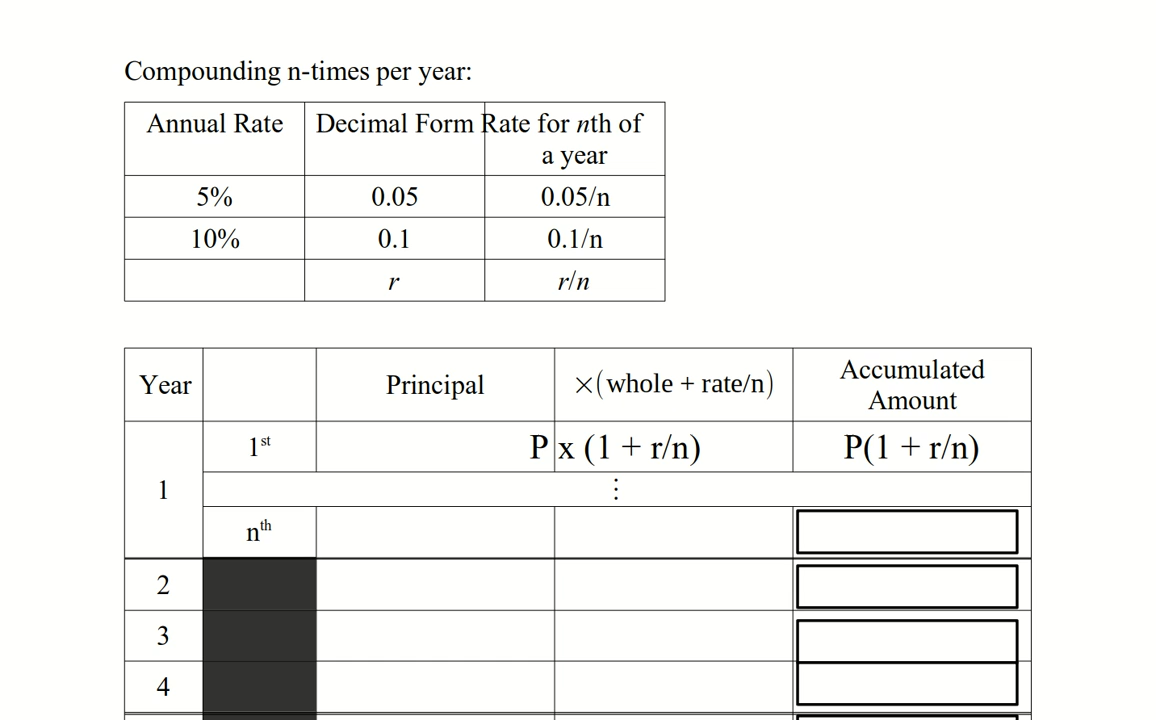 Compounding n-times per year:
Annual Rate Decimal Form Rate for nth of
a year
5% 0.05 0.05/n
10% 0.1 0.1/n
r r/n
Year Principal ×(whole + rate/n) Accumulated
Amount
1st P x (1 + r/n) P(1 + r/n)
1 ⋮
nth
2
3
4